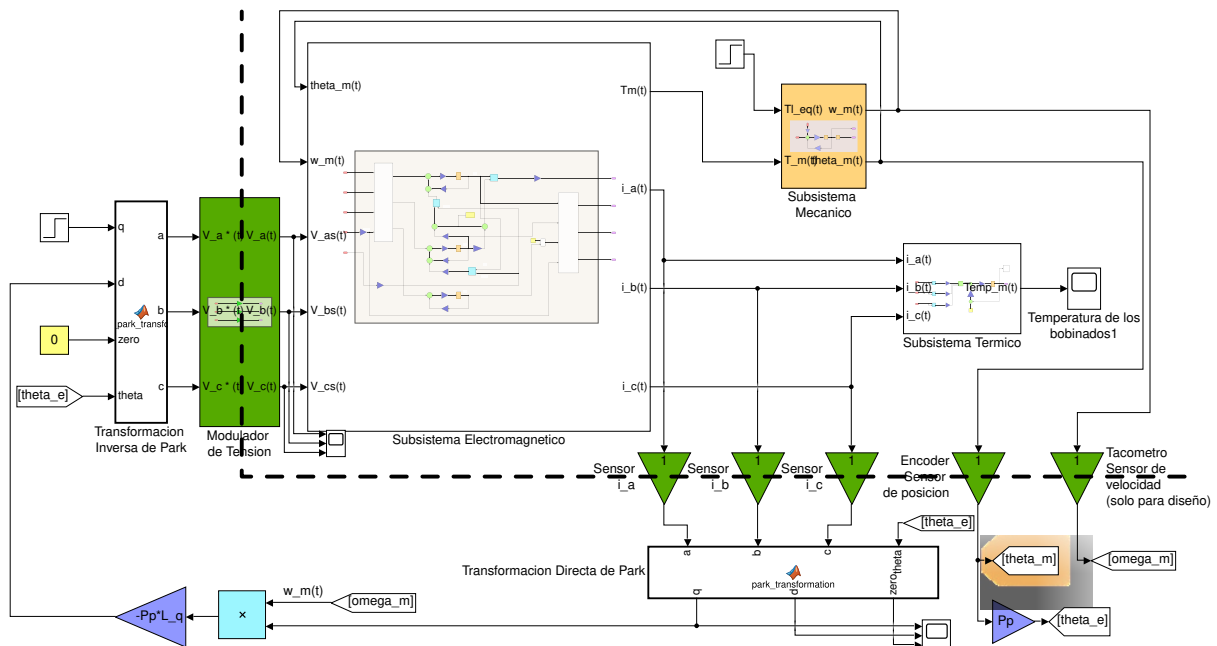 theta_m(t)
w_m(t)
V_as(t)
V_bs(t)
V_cs(t)
Tm(t)
i_a(t)
i_b(t)
i_c(t)
Subsistema Electromagnetico
Tl_eq(t) w_m(t)
T_m(t) theta_m(t)
Subsistema
Mecanico
i_a(t)
i_b(t) Temp_m(t)
i_c(t)
Subsistema Termico
Temperatura de los
bobinados1
q
d
zero
theta
a
b
c
0
[theta_e]
Transformacion
Inversa de Park
V_a * (t) V_a(t)
V_b * (t) V_b(t)
V_c * (t) V_c(t)
Modulador
de Tension
1
Sensor
i_a
1
Sensor
i_b
1
Sensor
i_c
1
Encoder
Sensor
de posicion
1
Tacometro
Sensor de
velocidad
(solo para diseño)
[theta_e]
a
b
c
theta
Transformacion Directa de Park
park_transformation
q
d
zero
[theta_m]
[omega_m]
Pp
[theta_e]
w_m(t)
[omega_m]
×
-Pp*L_q